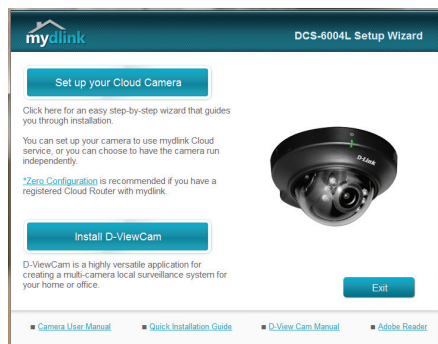 mydlink
DCS-6004L Setup Wizard
Set up your Cloud Camera
Click here for an easy step-by-step wizard that guides
you through installation.
You can set up your camera to use mydlink Cloud
service, or you can choose to have the camera run
independently.
*Zero Configuration is recommended if you have a
registered Cloud Router with mydlink.
D-Link
Install D-ViewCam
D-ViewCam is a highly versatile application for
creating a multi-camera local surveillance system for
your home or office.
Exit
Camera User Manual
Quick Installation Guide
D-View Cam Manual
Adobe Reader